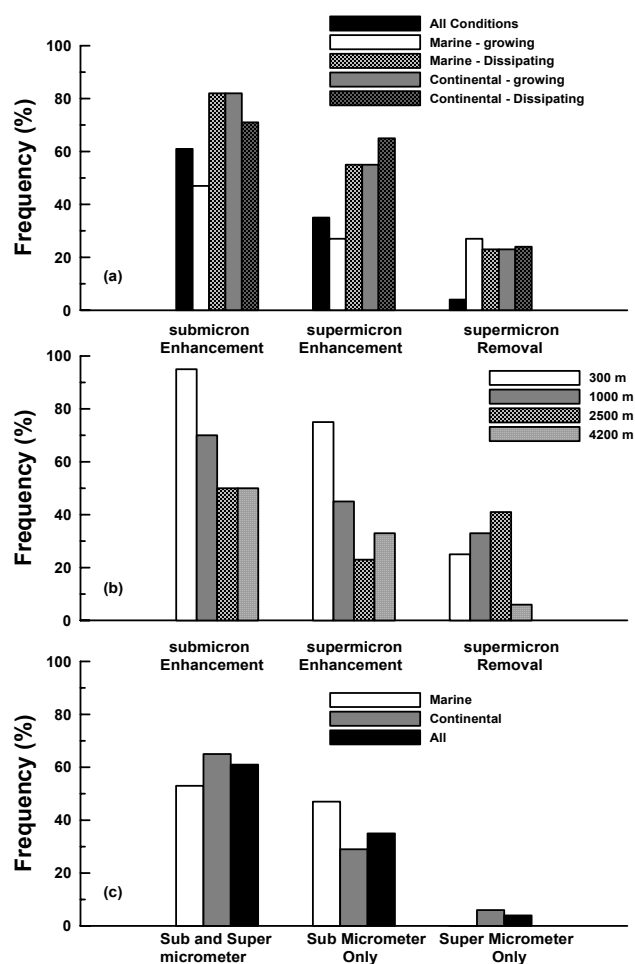 All Conditions
Marine - growing
Marine - Dissipating
Continental - growing
Continental - Dissipating
100
80
60
40
20
0
Frequency (%)
(a)
submicron supermicron supermicron
Enhancement Enhancement Removal
300 m
1000 m
2500 m
4200 m
100
80
60
40
20
0
Frequency (%)
(b)
submicron supermicron supermicron
Enhancement Enhancement Removal
Marine
Continental
All
100
80
60
40
20
0
Frequency (%)
(c)
Sub and Super Sub Micrometer Super Micrometer
micrometer Only Only